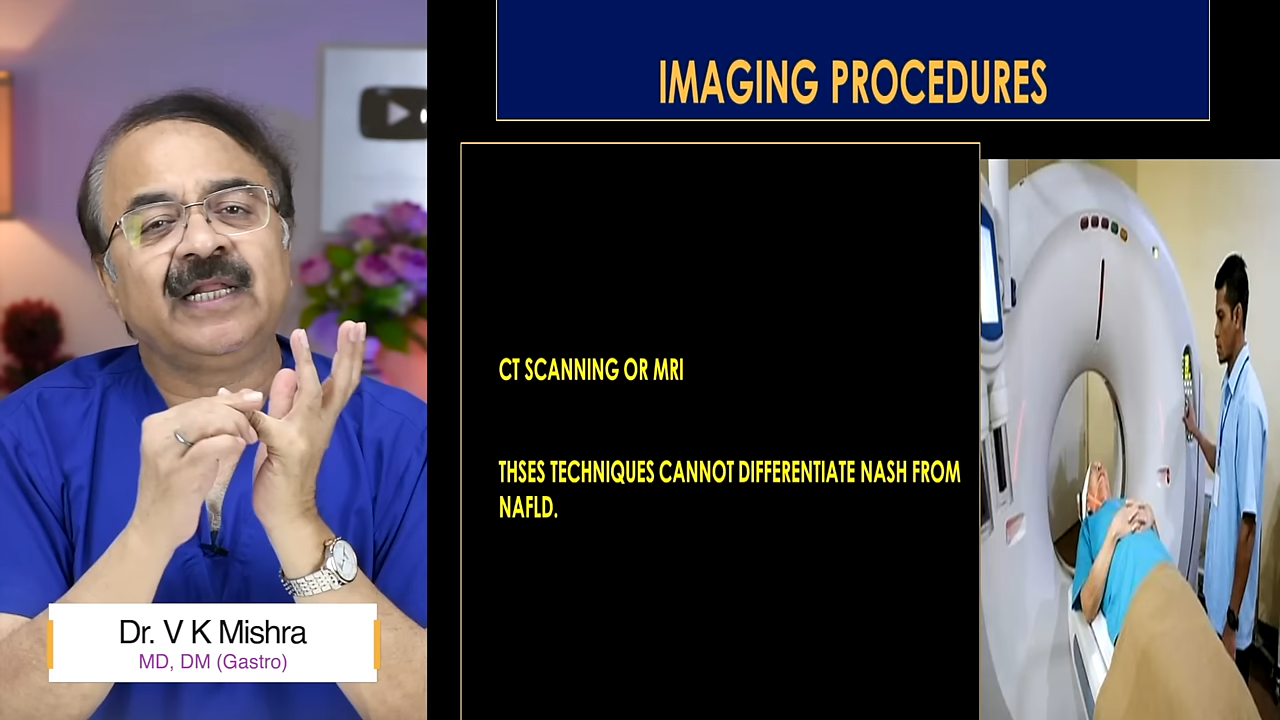 IMAGING PROCEDURES
CT SCANNING OR MRI
THSES TECHNIQUES CANNOT DIFFERENTIATE NASH FROM
NAFLD.
Dr. V K Mishra
MD, DM (Gastro)